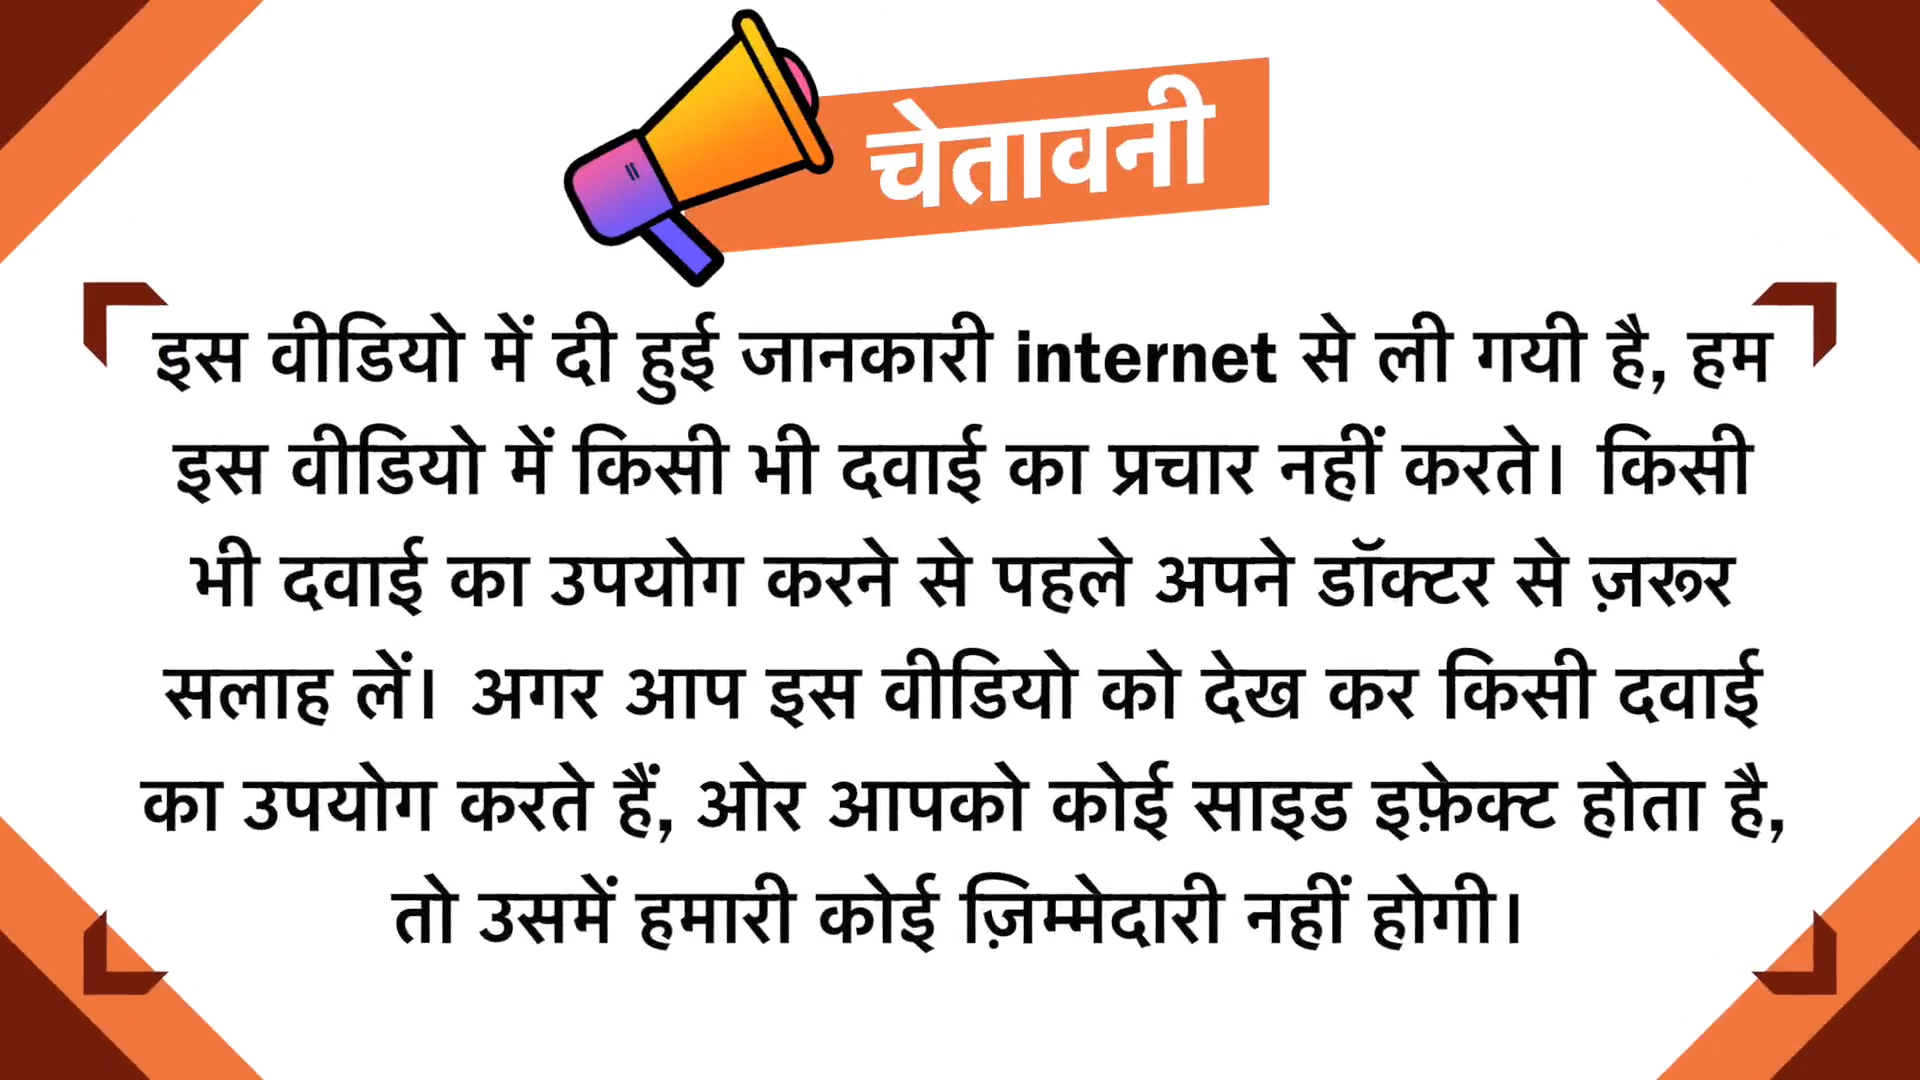 चेतावनी
इस वीडियो में दी हुई जानकारी internet से ली गयी है, हम
इस वीडियो में किसी भी दवाई का प्रचार नहीं करते। किसी
भी दवाई का उपयोग करने से पहले अपने डॉक्टर से ज़रूर
सलाह लें। अगर आप इस वीडियो को देख कर किसी दवाई
का उपयोग करते हैं, ओर आपको कोई साइड इफ़ेक्ट होता है,
तो उसमें हमारी कोई ज़िम्मेदारी नहीं होगी।